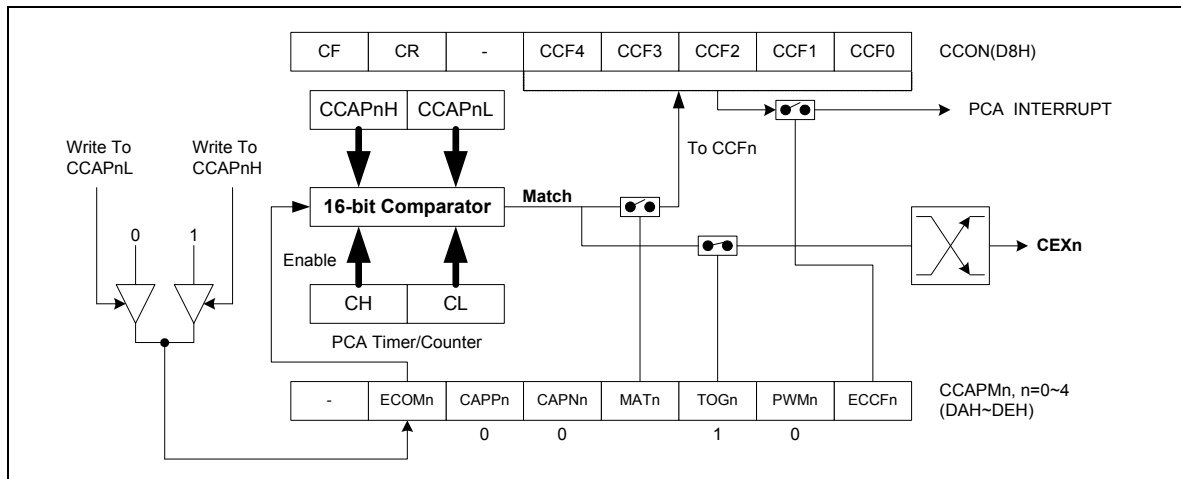 CF CR - CCF4 CCF3 CCF2 CCF1 CCF0 CCON(D8H)
CCAPnH CCAPnL
PCA INTERRUPT
To CCFn
Write To
CCAPnL
Write To
CCAPnH
16-bit Comparator
Match
0 1
CEXn
Enable
CH CL
PCA Timer/Counter
- ECOMn CAPPn CAPNn MATn TOGn PWMn ECCFn
CCAPMn, n=0~4
(DAH~DEH)
0 0 1 0